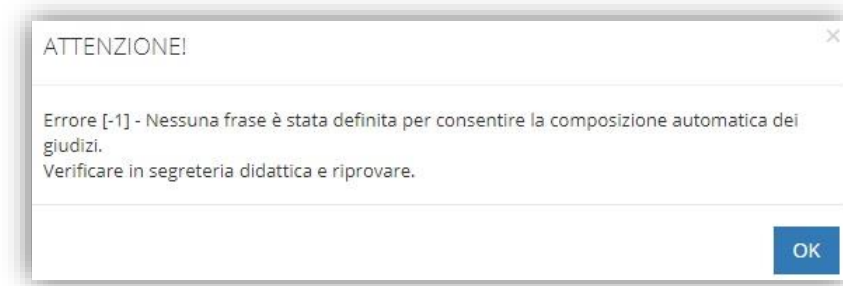 ATTENZIONE!
×
Errore [-1] - Nessuna frase è stata definita per consentire la composizione automatica dei
giudizi.
Verificare in segreteria didattica e riprovare.
OK